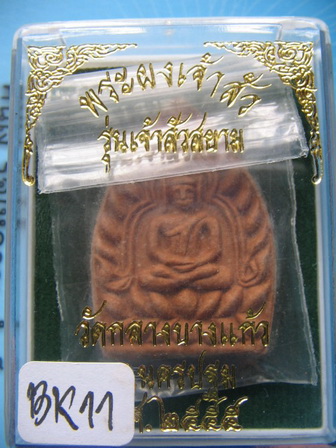 พระผงเจ้าสัว
รุ่นเจ้าสัวสยาม
วัดกลางบางแก้ว
นครปฐม
๒๕๕๕
BK11